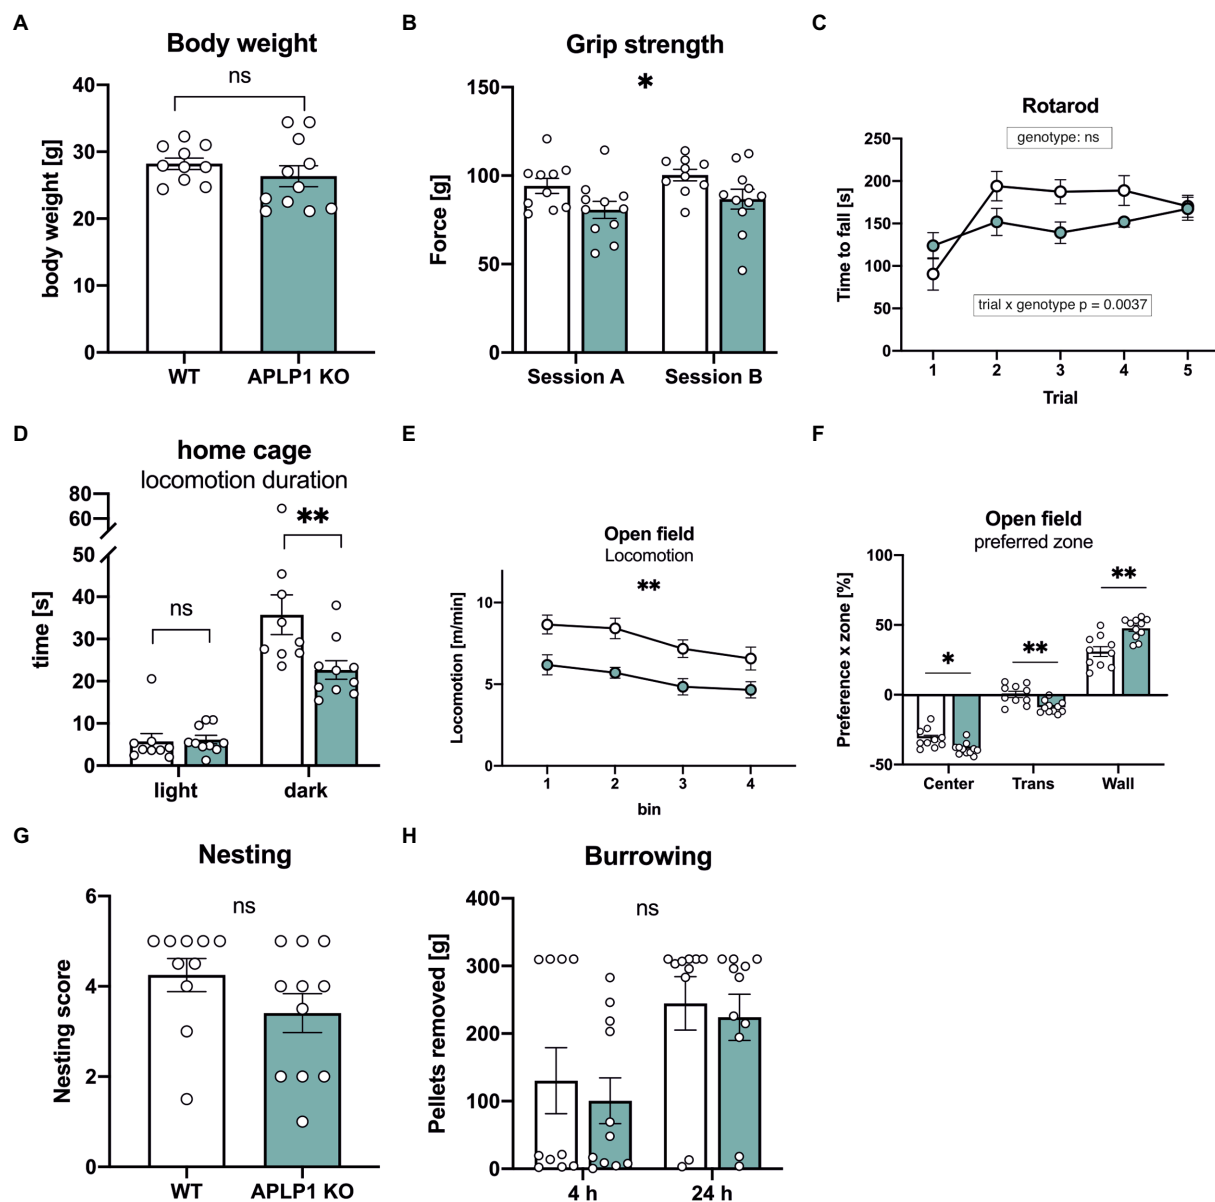 A
Body weight
ns
body weight [g]
40
30
20
10
0
WT
APLP1 KO
B
Grip strength
*
Force [g]
150
100
50
0
Session A
Session B
C
Rotarod
genotype: ns
Time to fall [s]
250
200
150
100
50
0
trial x genotype p = 0.0037
1
2
3
4
5
Trial
D
home cage
locomotion duration
time [s]
80
60
50
40
30
20
10
0
ns
**
light
dark
E
Open field
Locomotion
**
Locomotion [m/min]
10
5
0
1
2
3
4
bin
F
Open field
preferred zone
Preference x zone [%]
100
50
0
-50
*
**
**
Center
Trans
Wall
G
Nesting
ns
Nesting score
6
4
2
0
WT
APLP1 KO
H
Burrowing
ns
Pellets removed [g]
400
300
200
100
0
4 h
24 h